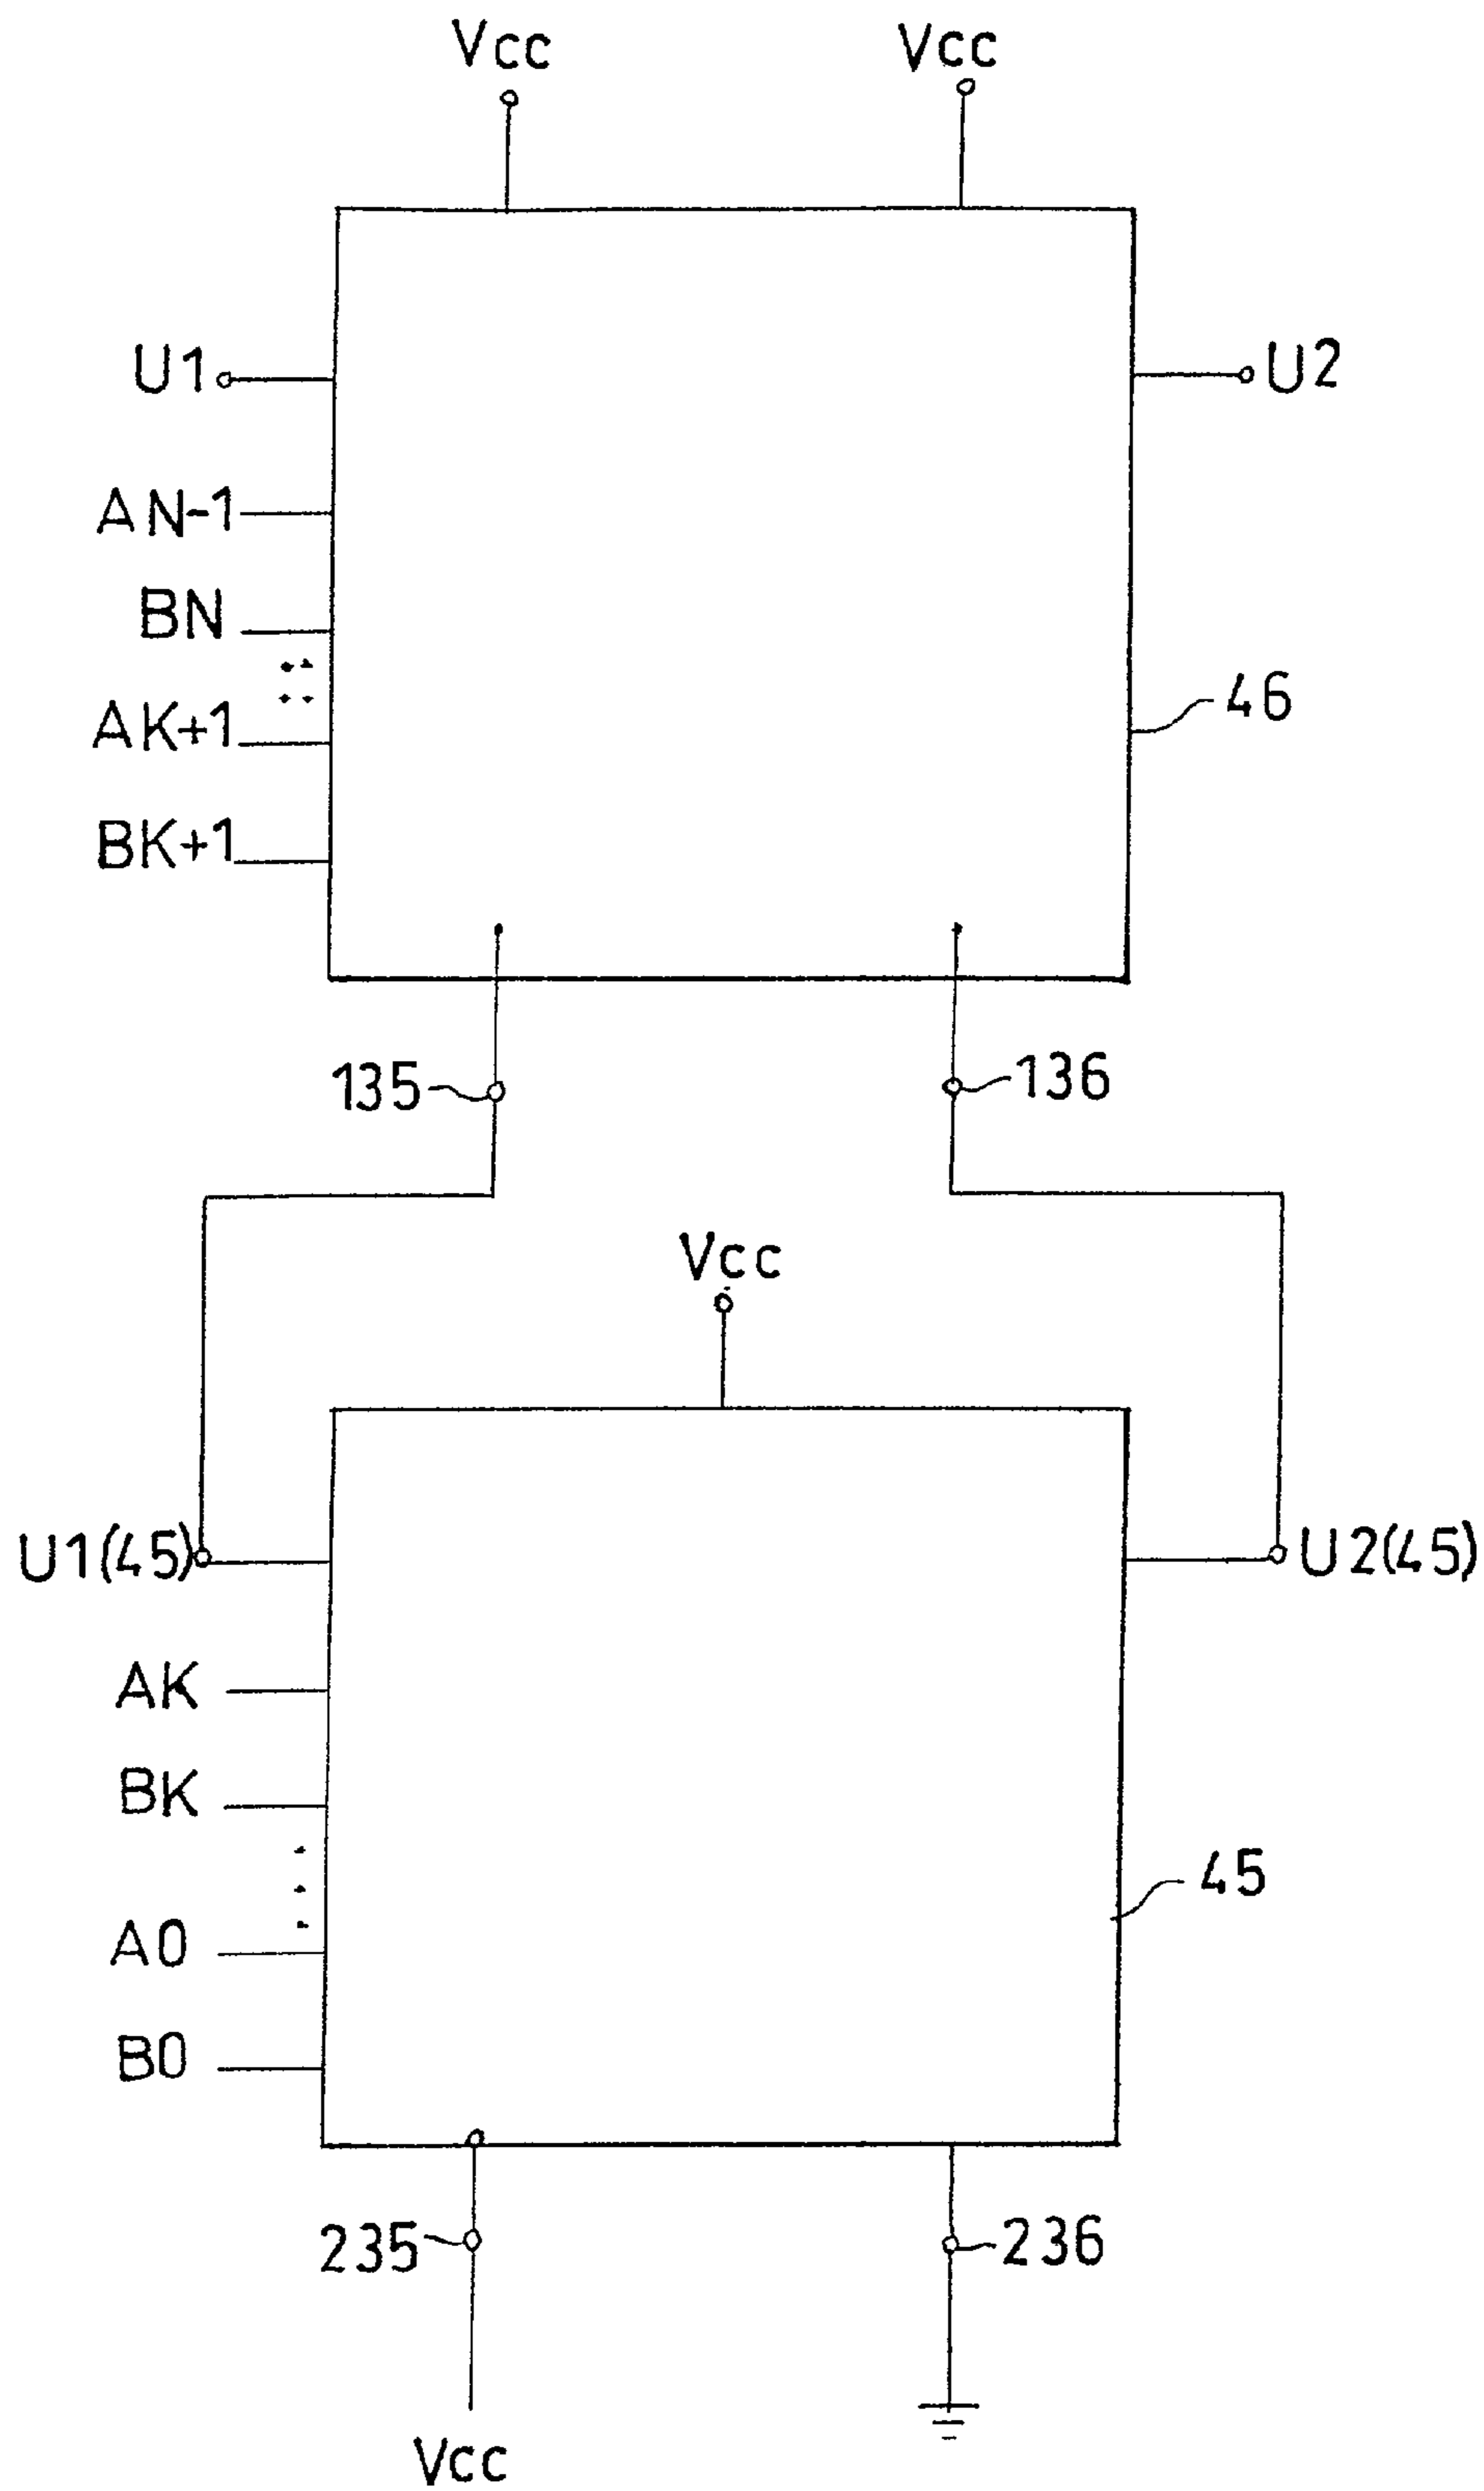 Vcc Vcc
U1 U2
AN-1
BN
46
AK+1
BK+1
135 136
Vcc
U1(45) U2(45)
AK
BK
45
A0
B0
235 236
Vcc